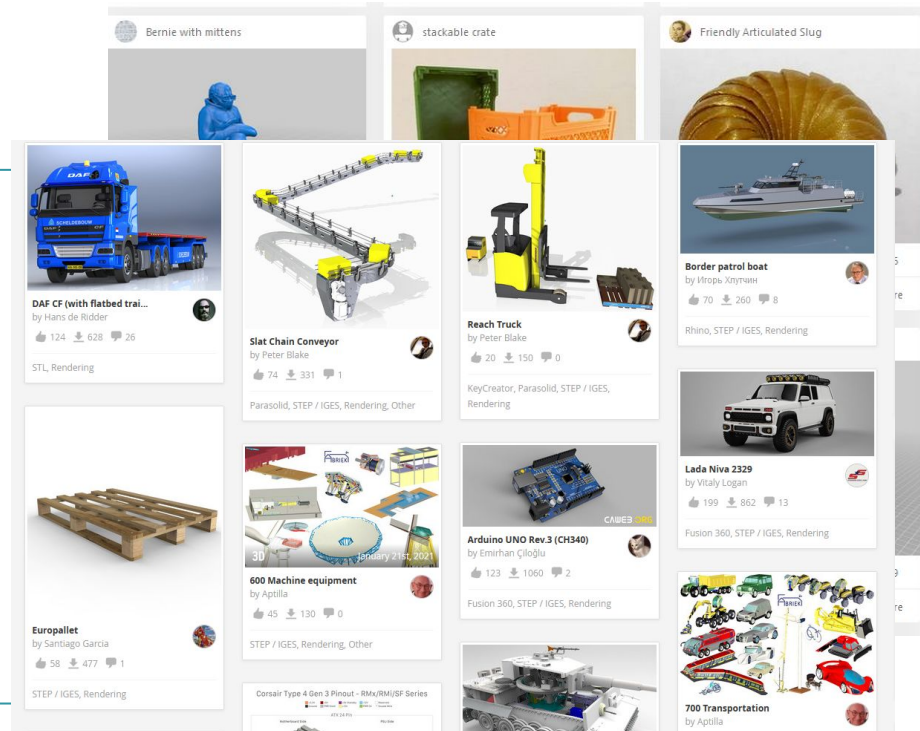 Bernie with mittens
stackable crate
Friendly Articulated Slug
DAF
SCHELDEBOUW
DAF CF (with flatbed trai...
by Hans de Ridder
124 628 26
STL, Rendering
Europallet
by Santiago Garcia
58 477 1
STEP / IGES, Rendering
Slat Chain Conveyor
by Peter Blake
74 331 1
Parasolid, STEP / IGES, Rendering, Other
3D
January 21st, 2021
600 Machine equipment
by Aptilla
45 130 0
STEP / IGES, Rendering, Other
Corsair Type 4 Gen 3 Pinout - RMx/RMi/SF Series
Reach Truck
by Peter Blake
20 150 0
KeyCreator, Parasolid, STEP / IGES,
Rendering
Arduino UNO Rev.3 (CH340)
by Emirhan Çiloğlu
123 1060 2
Fusion 360, STEP / IGES, Rendering
Border patrol boat
by Игорь Хлутчин
70 260 8
Rhino, STEP / IGES, Rendering
Lada Niva 2329
by Vitaly Logan
199 862 13
Fusion 360, STEP / IGES, Rendering
700 Transportation
by Aptilla